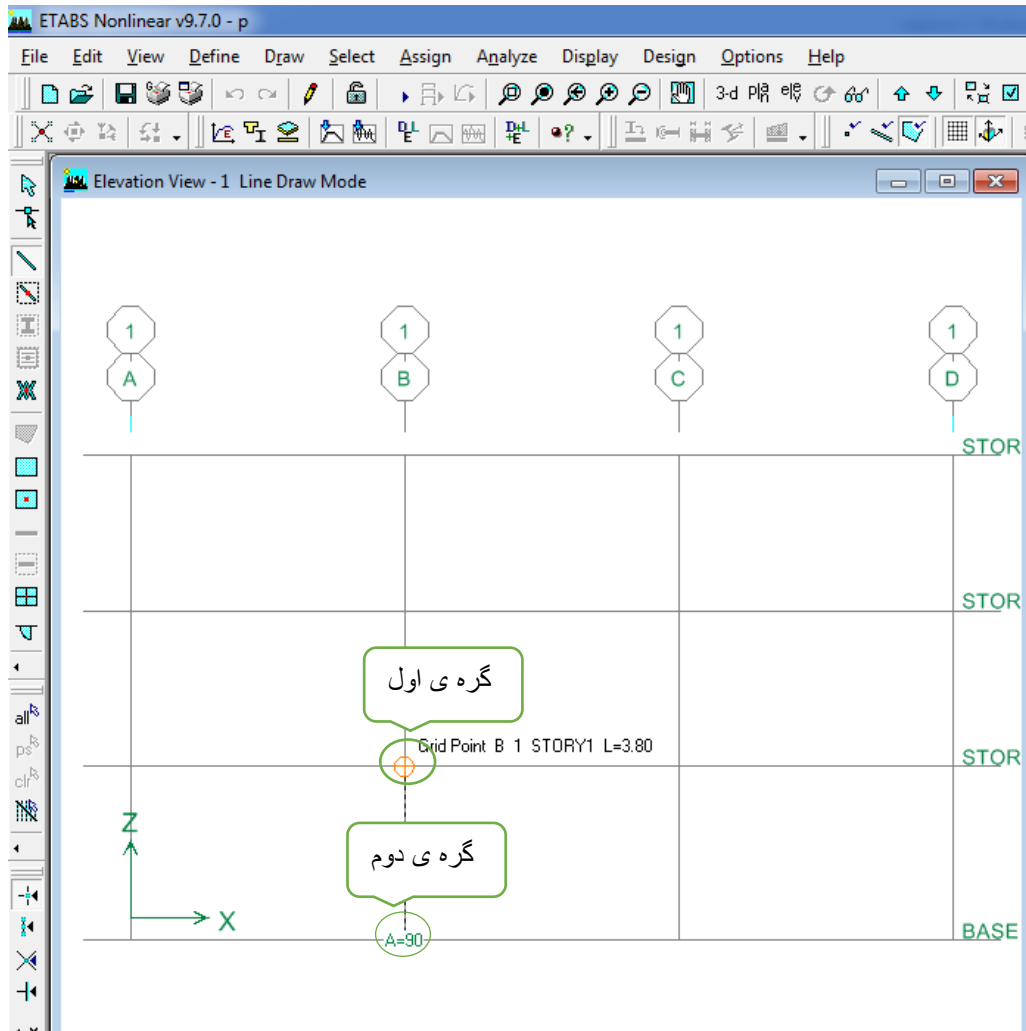 ETABS Nonlinear v9.7.0 - p
File Edit View Define Draw Select Assign Analyze Display Design Options Help
3-d
Elevation View - 1 Line Draw Mode
1 1 1 1
A B C D
STOR
STOR
گره ی اول
Grid Point B 1 STORY1 L=3.80
STOR
all
ps
clr
Z
گره ی دوم
X
A=90
BASE